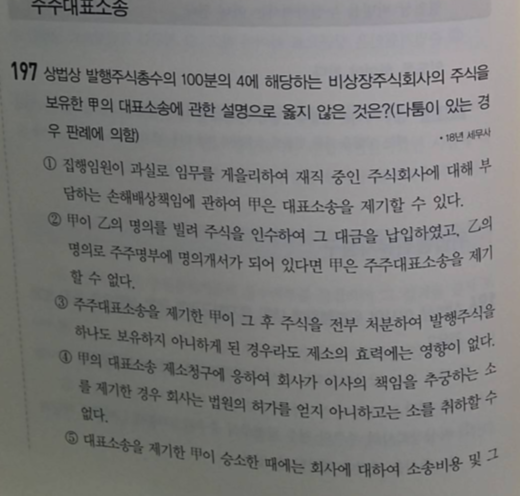 주주대표소송
197 상법상 발행주식총수의 100분의 4에 해당하는 비상장주식회사의 주식을
보유한 甲의 대표소송에 관한 설명으로 옳지 않은 것은?(다툼이 있는 경
우 판례에 의함)
• 18년 세무사
① 집행임원이 과실로 임무를 게을리하여 재직 중인 주식회사에 대해 부
담하는 손해배상책임에 관하여 甲은 대표소송을 제기할 수 있다.
② 甲이 乙의 명의를 빌려 주식을 인수하여 그 대금을 납입하였고, 乙의
명의로 주주명부에 명의개서가 되어 있다면 甲은 주주대표소송을 제기
할 수 없다.
③ 주주대표소송을 제기한 甲이 그 후 주식을 전부 처분하여 발행주식을
하나도 보유하지 아니하게 된 경우라도 제소의 효력에는 영향이 없다.
④ 甲의 대표소송 제소청구에 응하여 회사가 이사의 책임을 추궁하는 소
를 제기한 경우 회사는 법원의 허가를 얻지 아니하고는 소를 취하할 수
없다.
⑤ 대표소송을 제기한 甲이 승소한 때에는 회사에 대하여 소송비용 및 그